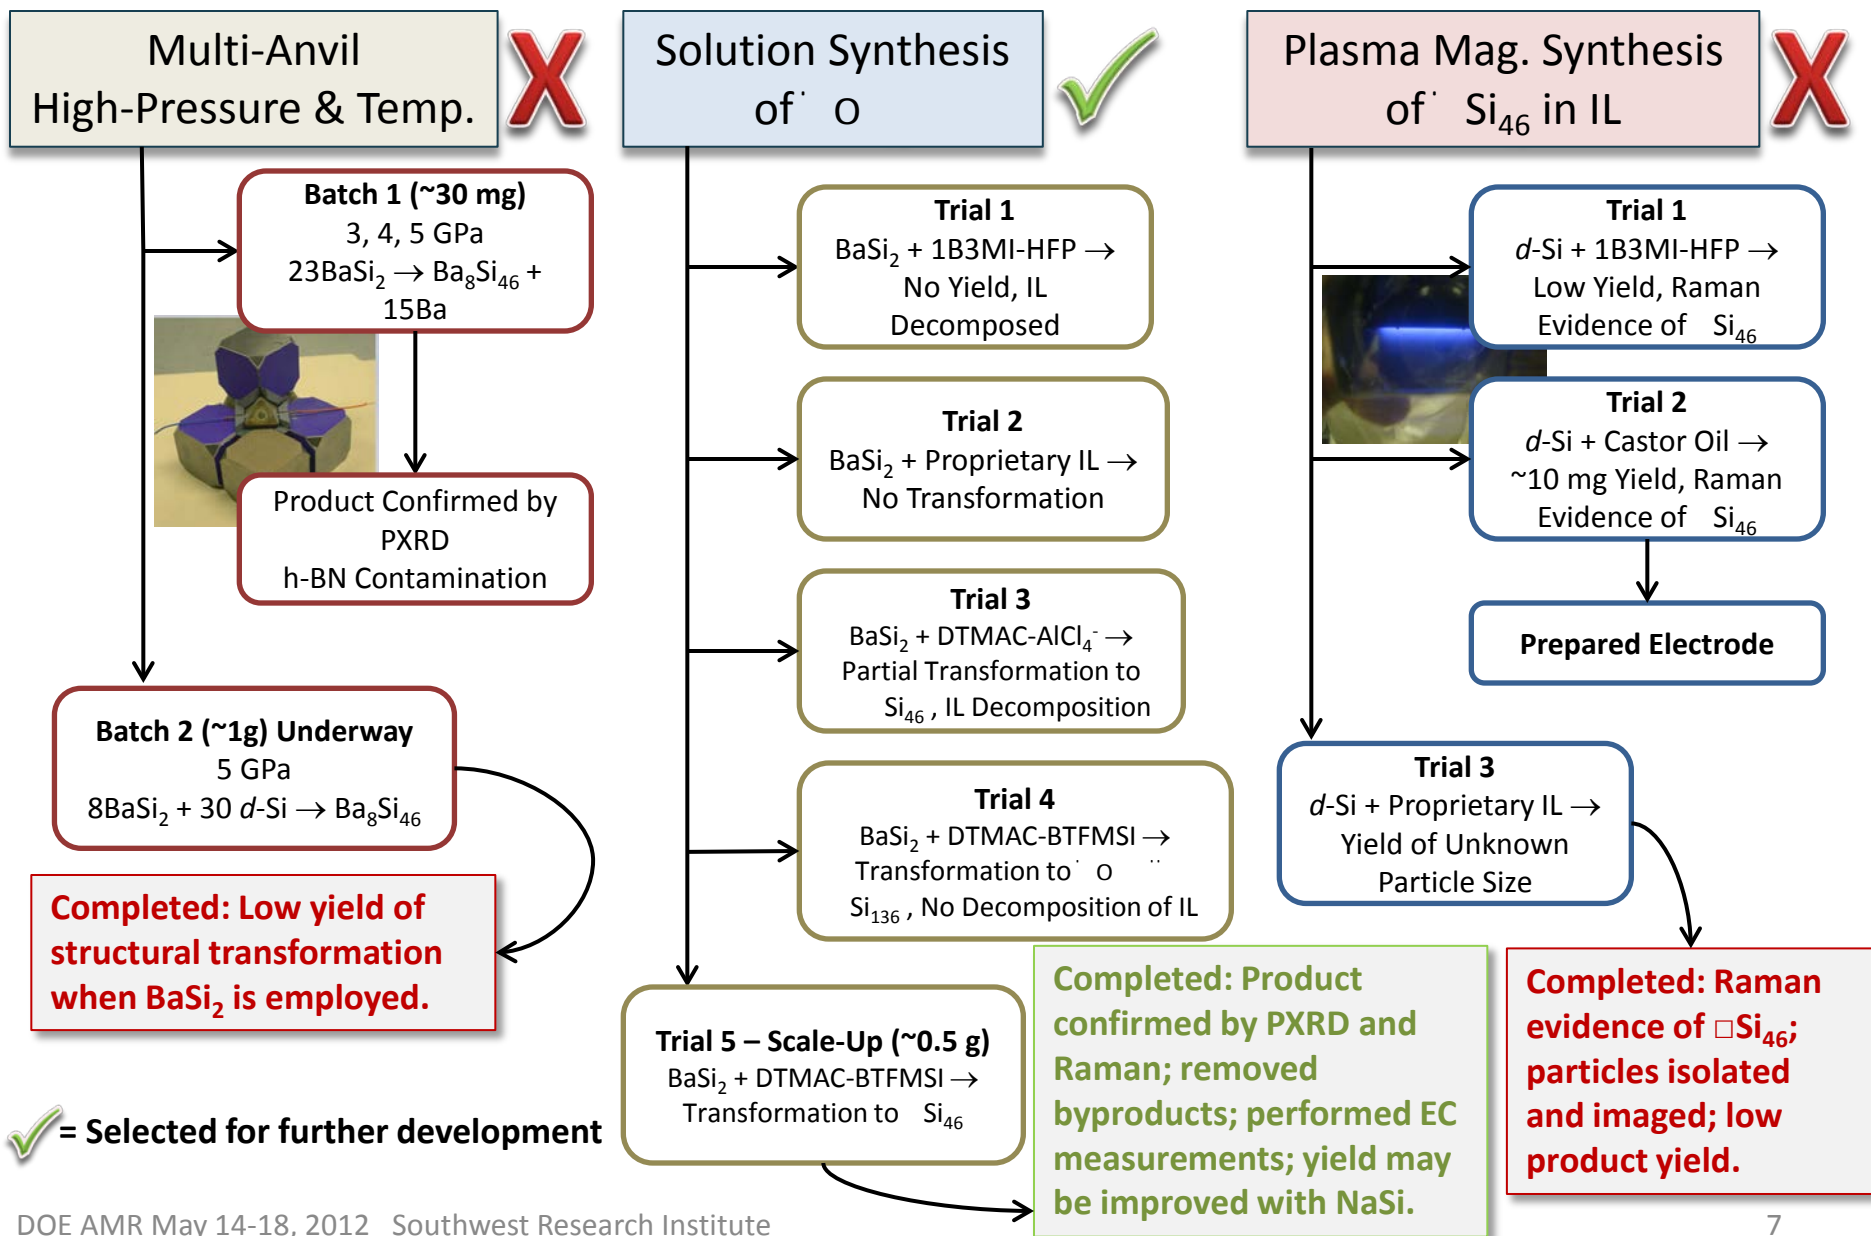 Multi-Anvil
High-Pressure & Temp.
Batch 1 (~30 mg)
3, 4, 5 GPa
23BaSi₂ → Ba₈Si₄₆ +
15Ba
Product Confirmed by
PXRD
h-BN Contamination
Batch 2 (~1g) Underway
5 GPa
8BaSi₂ + 30 d-Si → Ba₈Si₄₆
Completed: Low yield of
structural transformation
when BaSi₂ is employed.
= Selected for further development
Solution Synthesis
of
Trial 1
BaSi₂ + 1B3MI-HFP →
No Yield, IL
Decomposed
Trial 2
BaSi₂ + Proprietary IL →
No Transformation
Trial 3
BaSi₂ + DTMAC-AlCl₄⁻ →
Partial Transformation to
Si₄₆ , IL Decomposition
Trial 4
BaSi₂ + DTMAC-BTFMSI →
Transformation to
Si₁₃₆ , No Decomposition of IL
Trial 5 – Scale-Up (~0.5 g)
BaSi₂ + DTMAC-BTFMSI →
Transformation to Si₄₆
Completed: Product
confirmed by PXRD and
Raman; removed
byproducts; performed EC
measurements; yield may
be improved with NaSi.
Plasma Mag. Synthesis
of Si₄₆ in IL
Trial 1
d-Si + 1B3MI-HFP →
Low Yield, Raman
Evidence of Si₄₆
Trial 2
d-Si + Castor Oil →
~10 mg Yield, Raman
Evidence of Si₄₆
Prepared Electrode
Trial 3
d-Si + Proprietary IL →
Yield of Unknown
Particle Size
Completed: Raman
evidence of □Si₄₆;
particles isolated
and imaged; low
product yield.
DOE AMR May 14-18, 2012 Southwest Research Institute
7